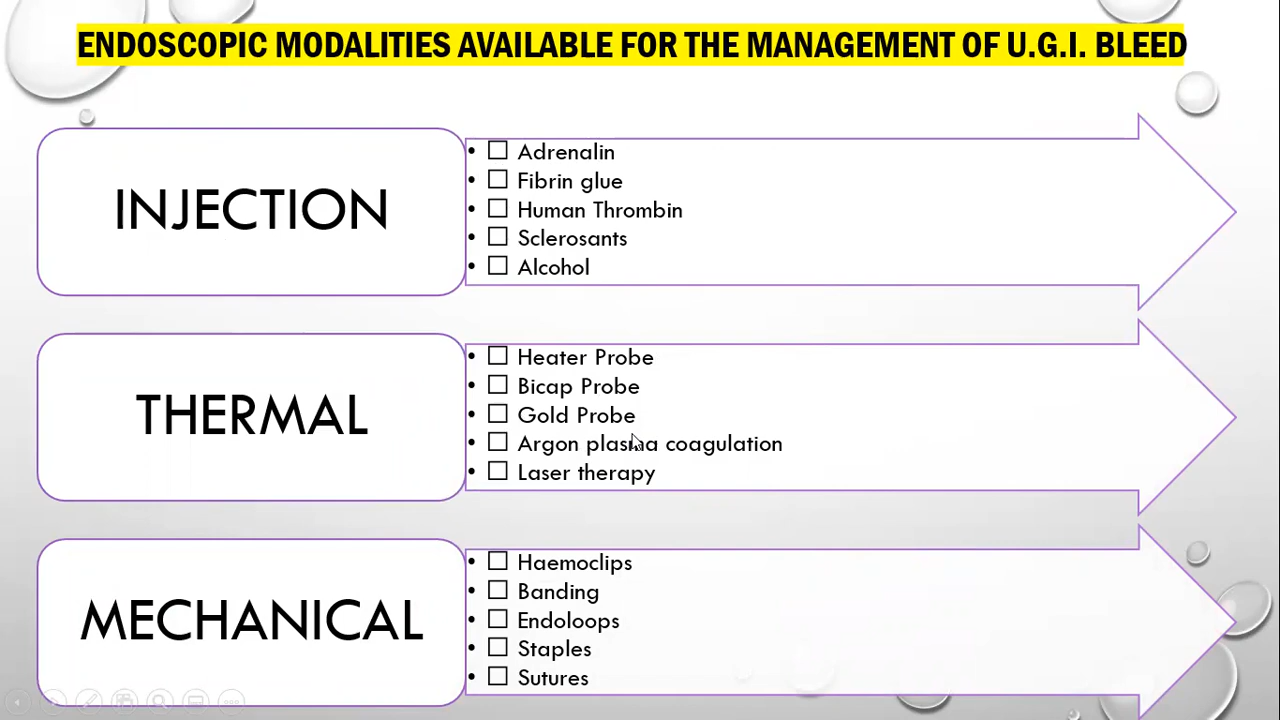 ENDOSCOPIC MODALITIES AVAILABLE FOR THE MANAGEMENT OF U.G.I. BLEED
INJECTION
• ☐ Adrenalin
• ☐ Fibrin glue
• ☐ Human Thrombin
• ☐ Sclerosants
• ☐ Alcohol
THERMAL
• ☐ Heater Probe
• ☐ Bicap Probe
• ☐ Gold Probe
• ☐ Argon plasma coagulation
• ☐ Laser therapy
MECHANICAL
• ☐ Haemoclips
• ☐ Banding
• ☐ Endoloops
• ☐ Staples
• ☐ Sutures